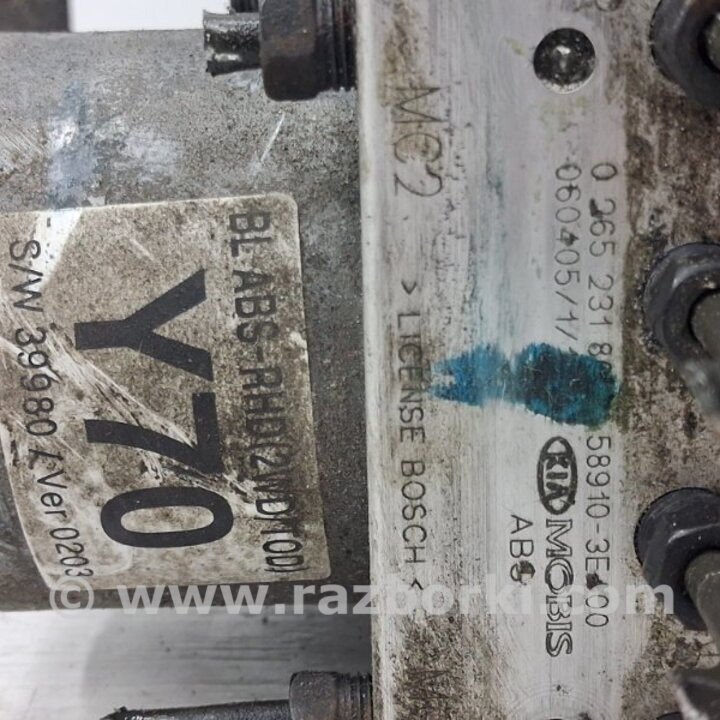 BL ABS-RHD(2WD/TOD)
Y70
S/W 39980 / Ver 0203
MC2
0 265 231 8
060405/1/
58910-3E
KIA MOBIS
ABS
> LICENSE BOSCH <
© www.razborki.com